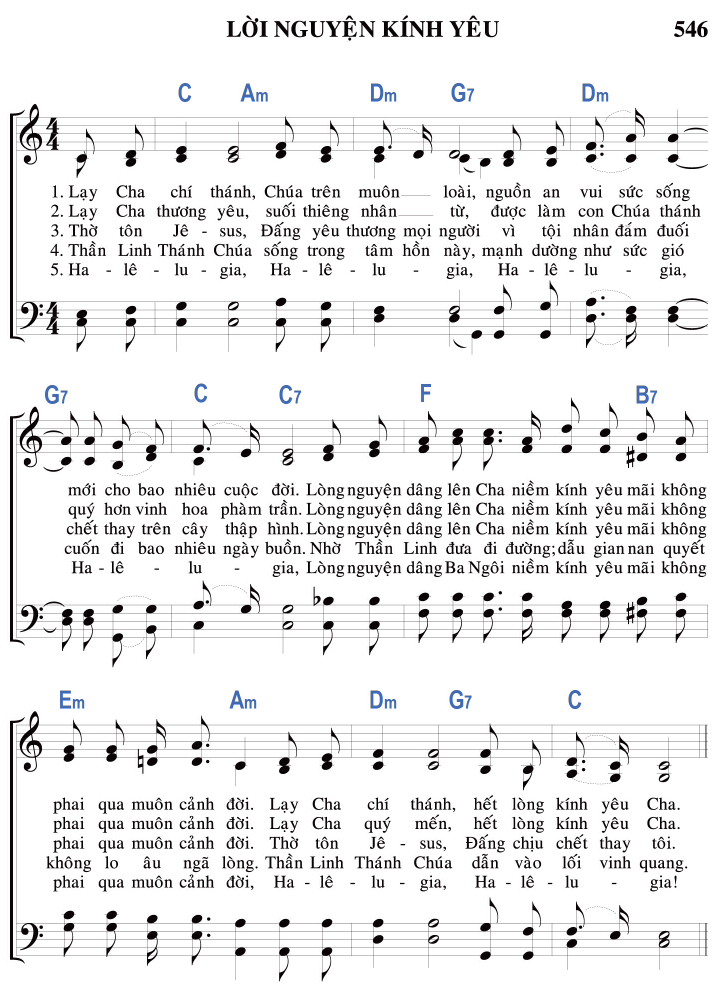 LỜI NGUYỆN KÍNH YÊU 546
C Am Dm G7 Dm
1. Lạy Cha chí thánh, Chúa trên muôn loài, nguồn an vui sức sống
2. Lạy Cha thương yêu, suối thiêng nhân từ, được làm con Chúa thánh
3. Thờ tôn Jê - sus, Đấng yêu thương mọi người vì tội nhân đám đuối
4. Thần Linh Thánh Chúa sống trong tâm hồn này, mạnh dường như sức gió
5. Ha - lê - lu - gia, Ha - lê - lu - gia, Ha - lê - lu - gia,
G7 C C7 F B7
mới cho bao nhiêu cuộc đời. Lòng nguyện dâng lên Cha niềm kính yêu mãi không
quý hơn vinh hoa phàm trần. Lòng nguyện dâng lên Cha niềm kính yêu mãi không
chết thay trên cây thập hình. Lòng nguyện dâng lên Cha niềm kính yêu mãi không
cuốn đi bao nhiêu ngày buồn. Nhờ Thần Linh đưa đi đường; dẫu gian nan quyết
Ha - lê - lu - gia, Lòng nguyện dâng Ba Ngôi niềm kính yêu mãi không
Em Am Dm G7 C
phai qua muôn cảnh đời. Lạy Cha chí thánh, hết lòng kính yêu Cha.
phai qua muôn cảnh đời. Lạy Cha quý mến, hết lòng kính yêu Cha.
phai qua muôn cảnh đời. Thờ tôn Jê - sus, Đấng chịu chết thay tôi.
không lo âu ngã lòng. Thần Linh Thánh Chúa dẫn vào lối vinh quang.
phai qua muôn cảnh đời, Ha - lê - lu - gia, Ha - lê - lu - gia!